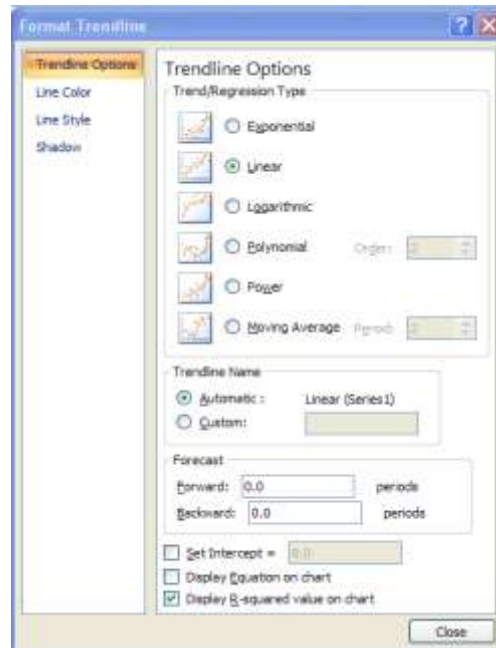 Format Trendline
Trendline Options
Line Color
Line Style
Shadow
Trendline Options
Trend/Regression Type
Exponential
Linear
Logarithmic
Polynomial Order: 2
Power
Moving Average Period: 2
Trendline Name
Automatic : Linear (Series1)
Custom:
Forecast
Forward: 0.0 periods
Backward: 0.0 periods
Set Intercept = 0.0
Display Equation on chart
Display R-squared value on chart
Close